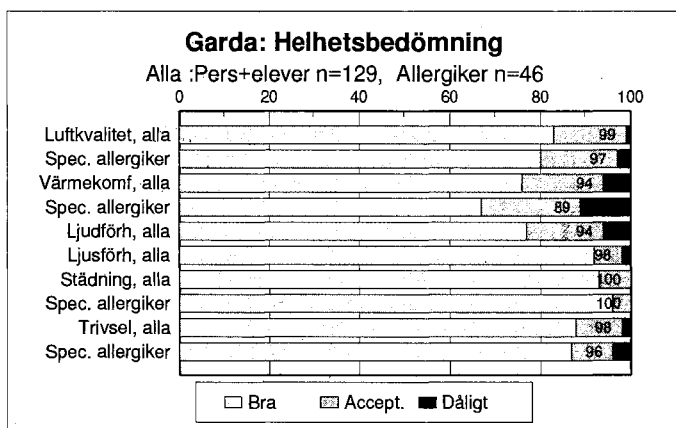 Garda: Helhetsbedömning
Alla :Pers+elever n=129, Allergiker n=46
0 20 40 60 80 100
Luftkvalitet, alla 99
Spec. allergiker 97
Värmekomf, alla 94
Spec. allergiker 89
Ljudförh, alla 94
Ljusförh, alla 98
Städning, alla 100
Spec. allergiker 100
Trivsel, alla 98
Spec. allergiker 96
Bra Accept. Dåligt